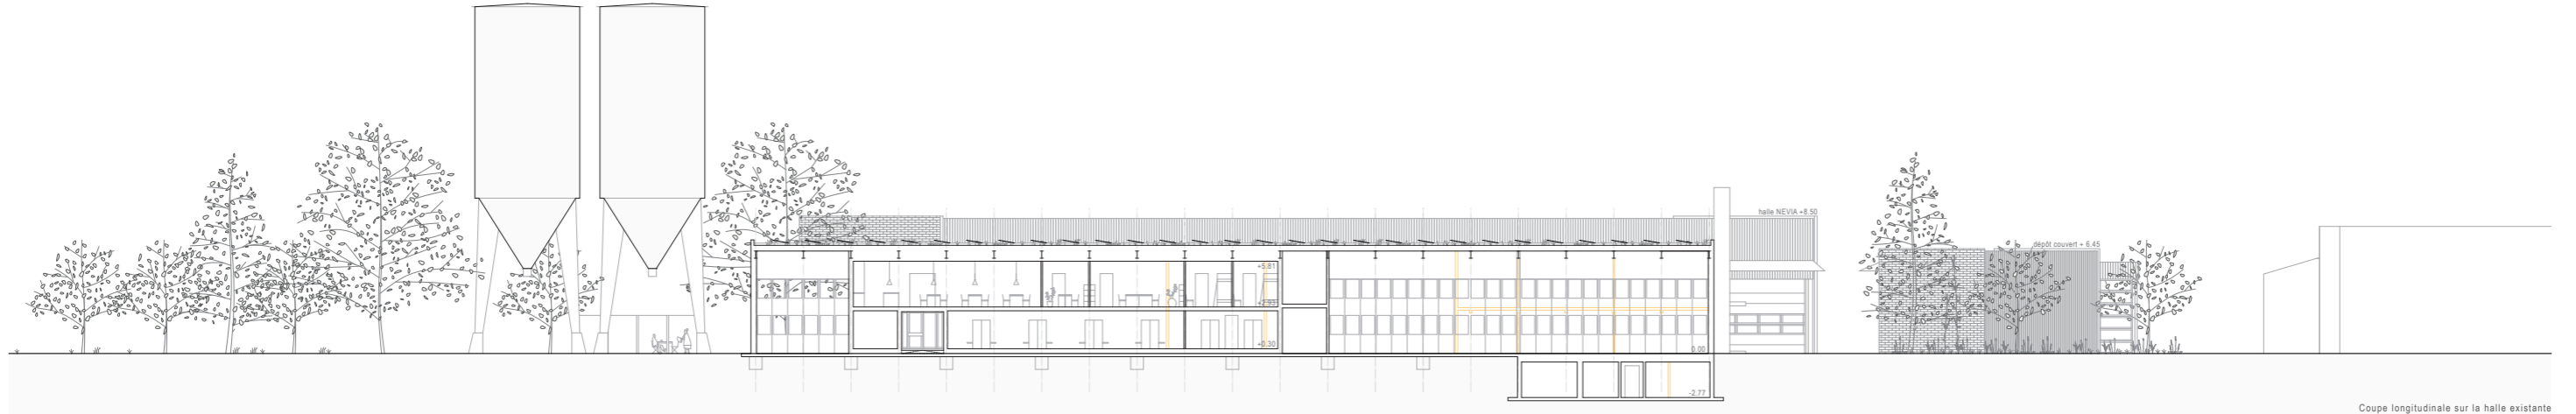 halle NEVIA +8.50
dépôt couvert + 6.45
+5.81
+2.93
+0.30
0.00
-2.77
Coupe longitudinale sur la halle existante